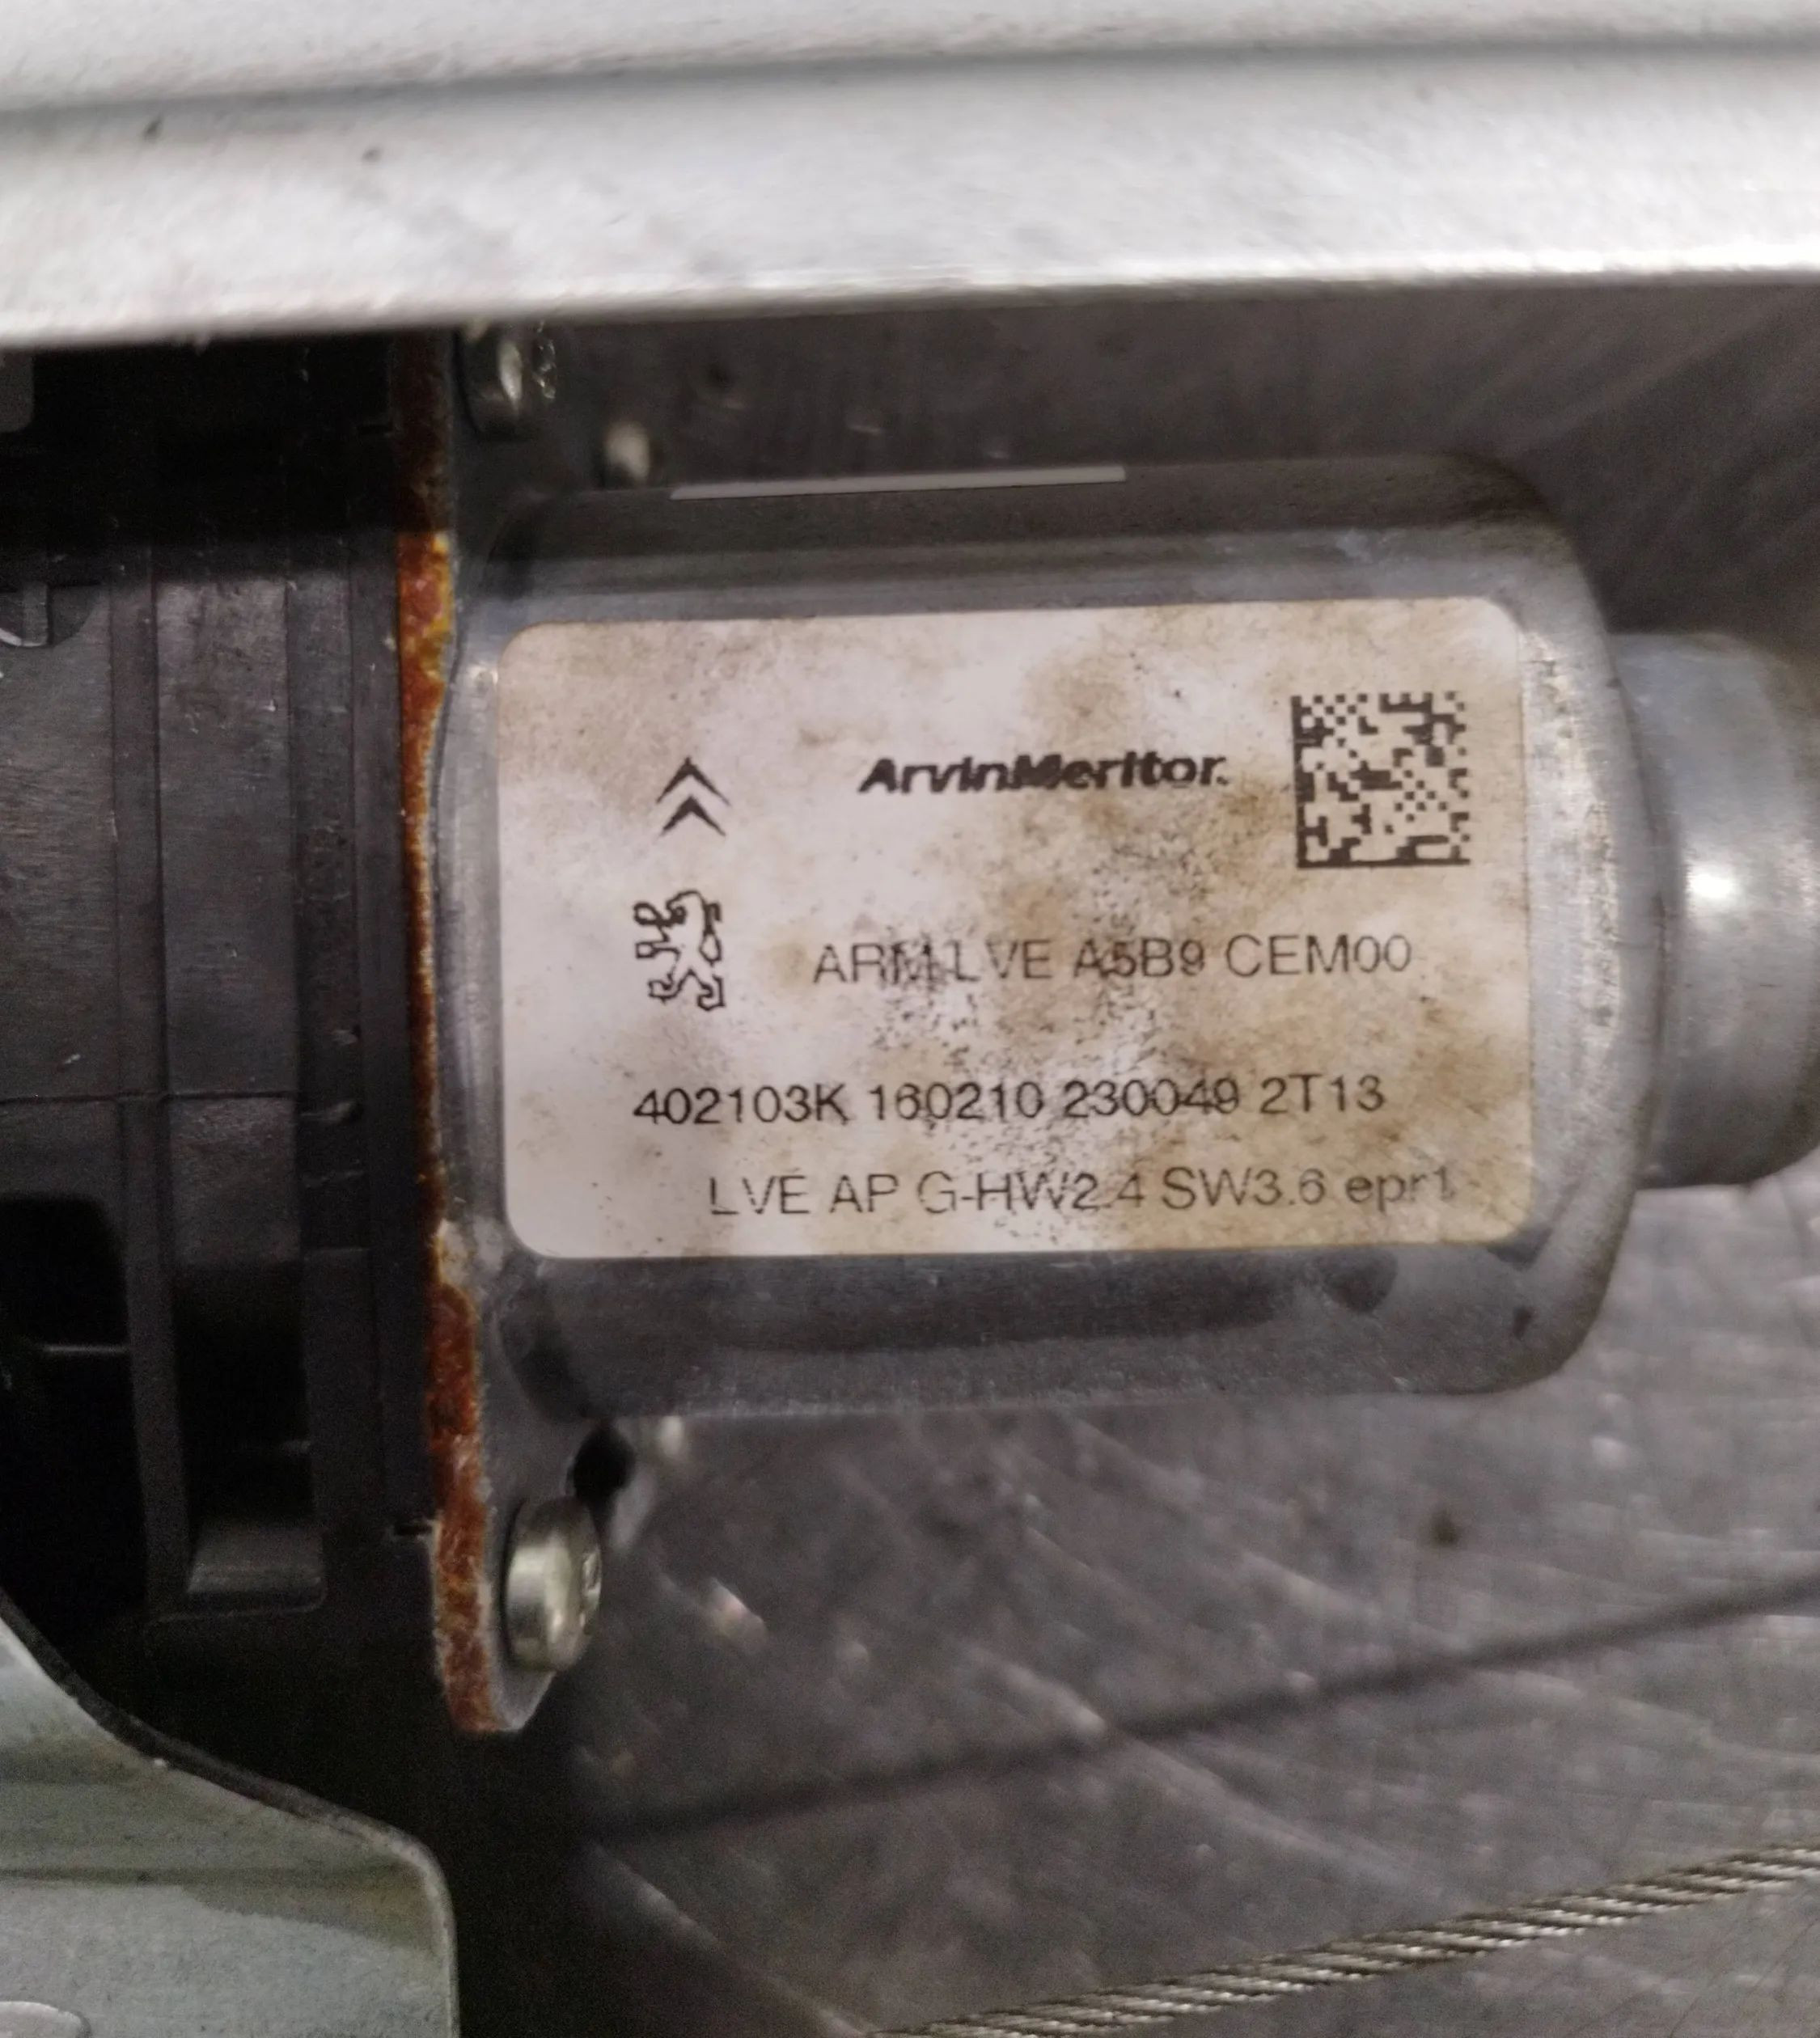 ArvinMeritor.
ARM LVE A5B9 CEM00
402103K 160210 230049 2T13
LVE AP G-HW2.4 SW3.6 epr1